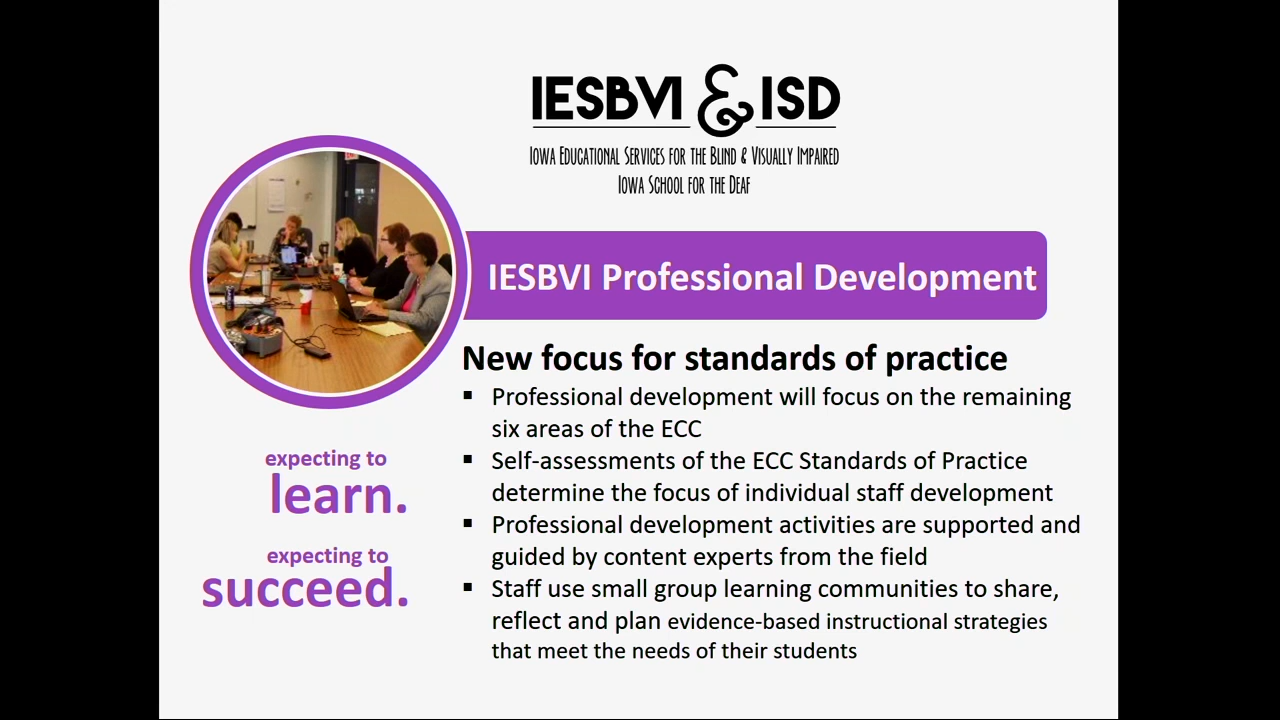 IESBVI & ISD
IOWA EDUCATIONAL SERVICES FOR THE BLIND & VISUALLY IMPAIRED
IOWA SCHOOL FOR THE DEAF
IESBVI Professional Development
New focus for standards of practice
▪ Professional development will focus on the remaining
six areas of the ECC
▪ Self-assessments of the ECC Standards of Practice
determine the focus of individual staff development
▪ Professional development activities are supported and
guided by content experts from the field
▪ Staff use small group learning communities to share,
reflect and plan evidence-based instructional strategies
that meet the needs of their students
expecting to
learn.
expecting to
succeed.